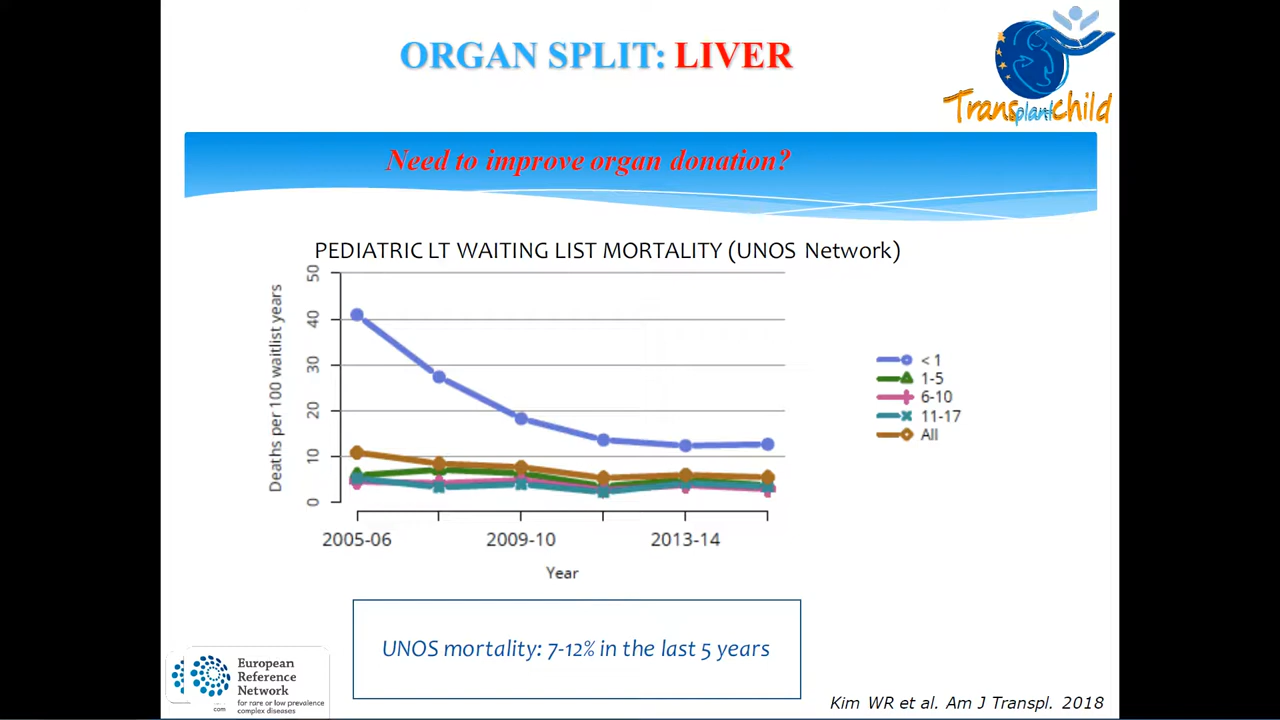 ORGAN SPLIT: LIVER
TransplantChild
Need to improve organ donation?
PEDIATRIC LT WAITING LIST MORTALITY (UNOS Network)
Deaths per 100 waitlist years
50
40
30
20
10
0
2005-06 2009-10 2013-14
Year
< 1
1-5
6-10
11-17
All
UNOS mortality: 7-12% in the last 5 years
European
Reference
Network
for rare or low prevalence
complex diseases
com
Kim WR et al. Am J Transpl. 2018